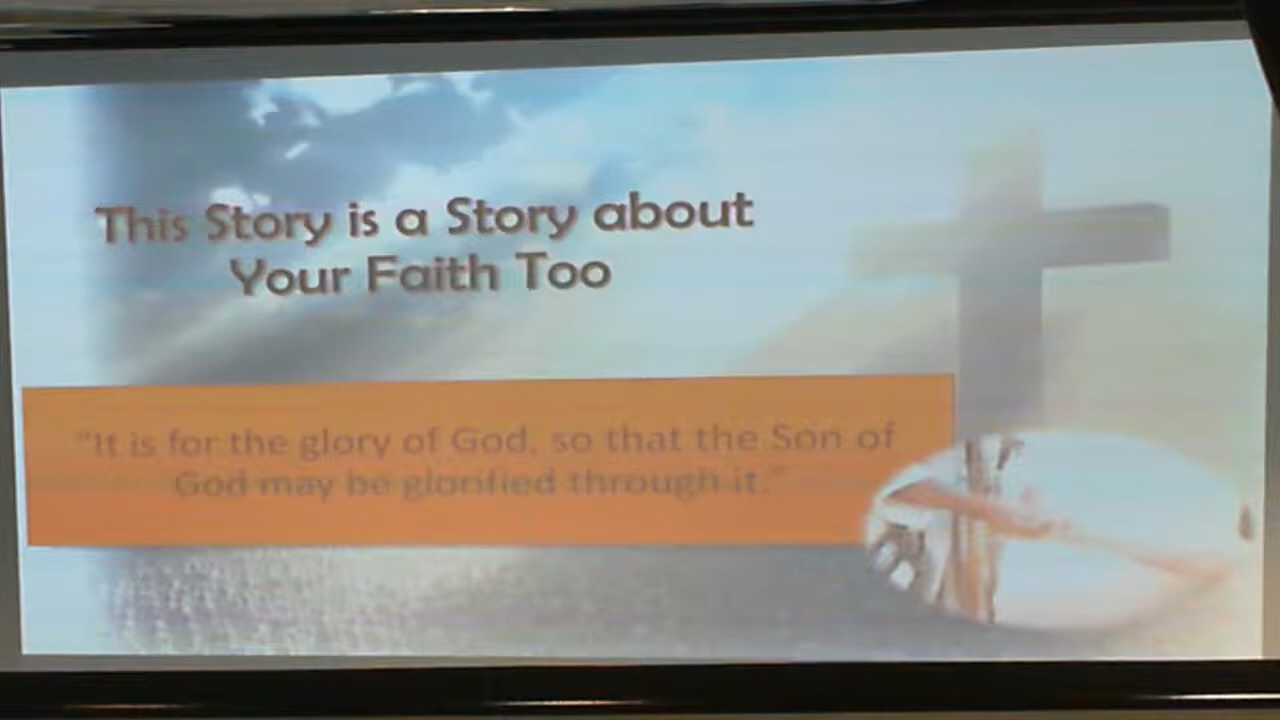 This Story is a Story about
Your Faith Too
"It is for the glory of God, so that the Son of
God may be glorified through it."